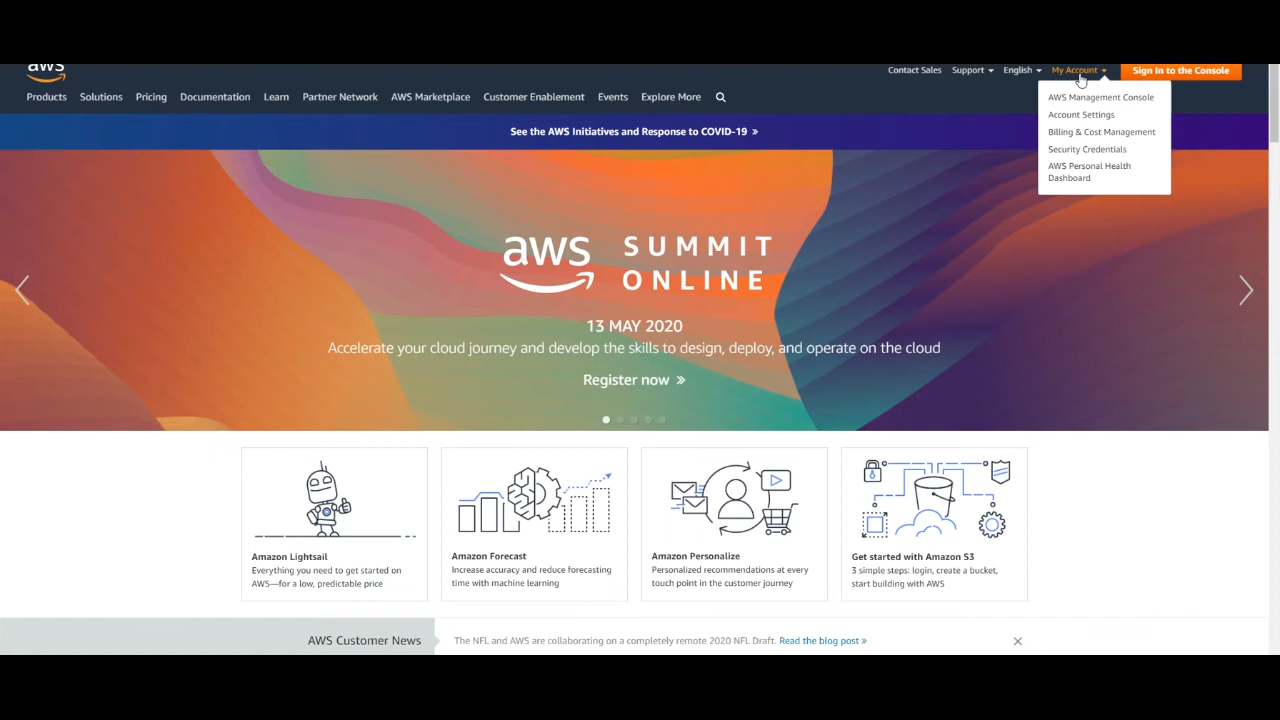 aws
Contact Sales Support English My Account Sign In to the Console
Products Solutions Pricing Documentation Learn Partner Network AWS Marketplace Customer Enablement Events Explore More
AWS Management Console
Account Settings
Billing & Cost Management
Security Credentials
AWS Personal Health
Dashboard
See the AWS Initiatives and Response to COVID-19 »
aws SUMMIT
ONLINE
13 MAY 2020
Accelerate your cloud journey and develop the skills to design, deploy, and operate on the cloud
Register now »
Amazon Lightsail
Everything you need to get started on
AWS—for a low, predictable price
Amazon Forecast
Increase accuracy and reduce forecasting
time with machine learning
Amazon Personalize
Personalized recommendations at every
touch point in the customer journey
Get started with Amazon S3
3 simple steps: login, create a bucket,
start building with AWS
AWS Customer News
The NFL and AWS are collaborating on a completely remote 2020 NFL Draft. Read the blog post »